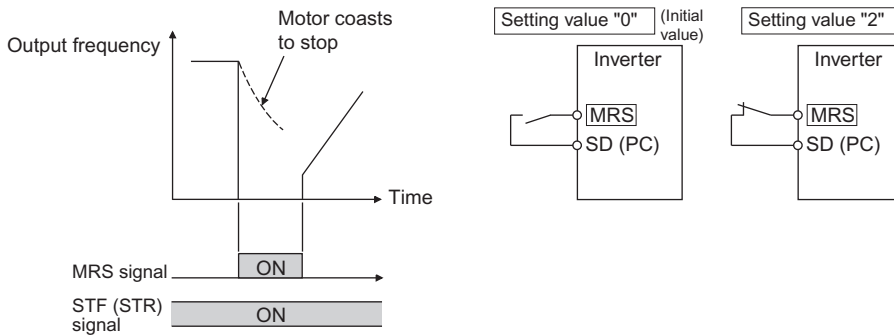 Motor coasts
to stop
Output frequency
Time
MRS signal
ON
STF (STR)
signal
ON
Setting value "0"
(Initial
value)
Inverter
MRS
SD (PC)
Setting value "2"
Inverter
MRS
SD (PC)